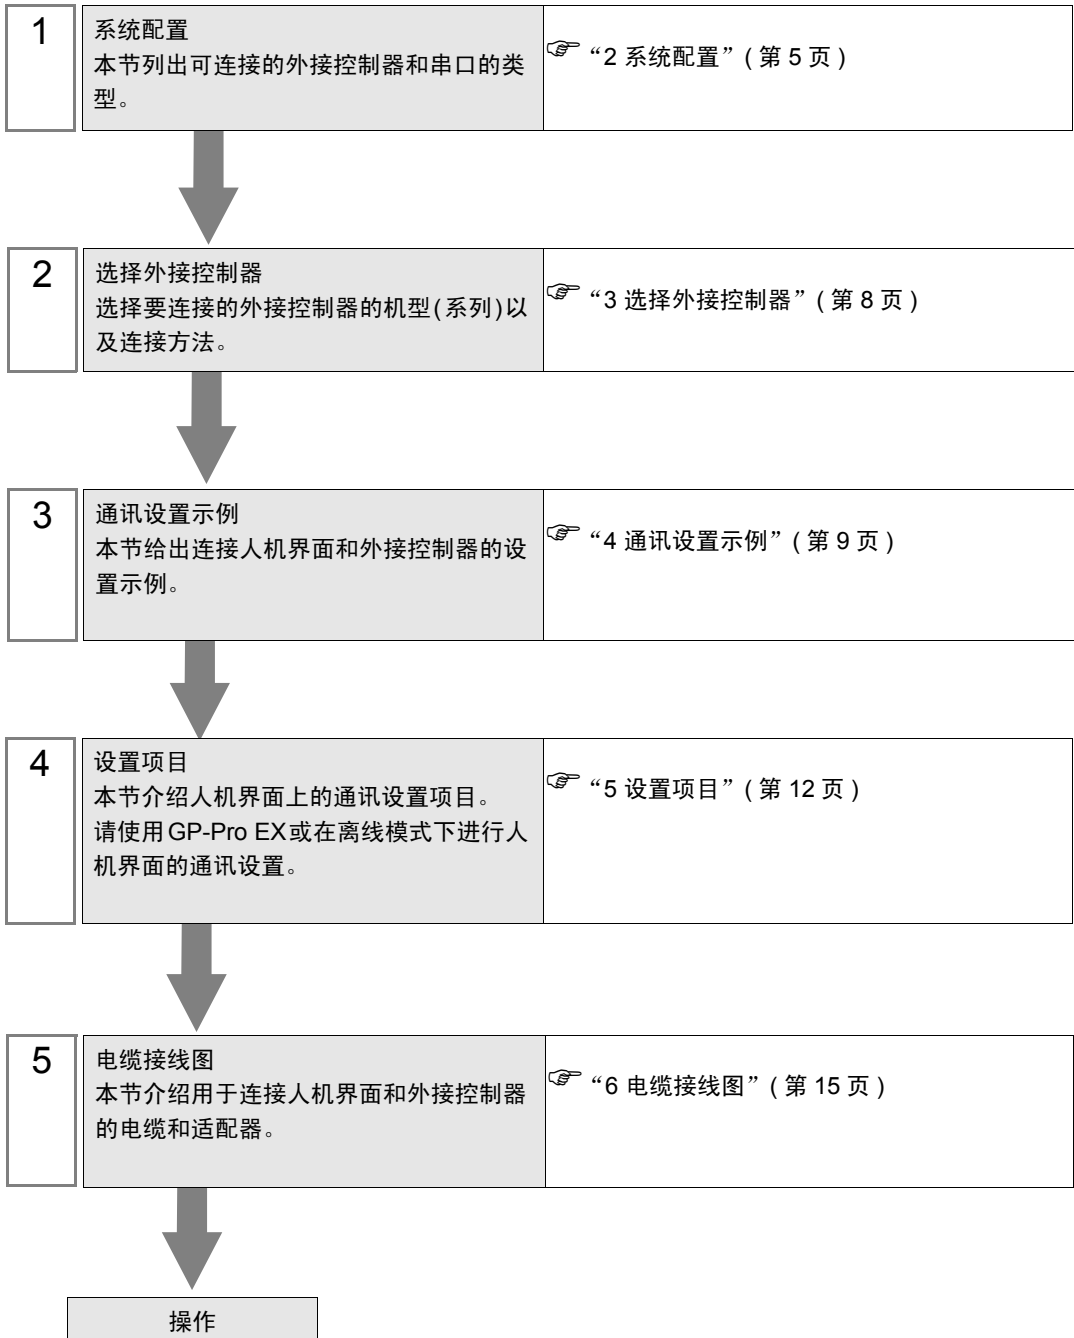 1
系统配置
本节列出可连接的外接控制器和串口的类
型。
“2 系统配置” ( 第 5 页 )
2
选择外接控制器
选择要连接的外接控制器的机型(系列)以
及连接方法。
“3 选择外接控制器” ( 第 8 页 )
3
通讯设置示例
本节给出连接人机界面和外接控制器的设
置示例。
“4 通讯设置示例” ( 第 9 页 )
4
设置项目
本节介绍人机界面上的通讯设置项目。
请使用GP-Pro EX或在离线模式下进行人
机界面的通讯设置。
“5 设置项目” ( 第 12 页 )
5
电缆接线图
本节介绍用于连接人机界面和外接控制器
的电缆和适配器。
“6 电缆接线图” ( 第 15 页 )
操作